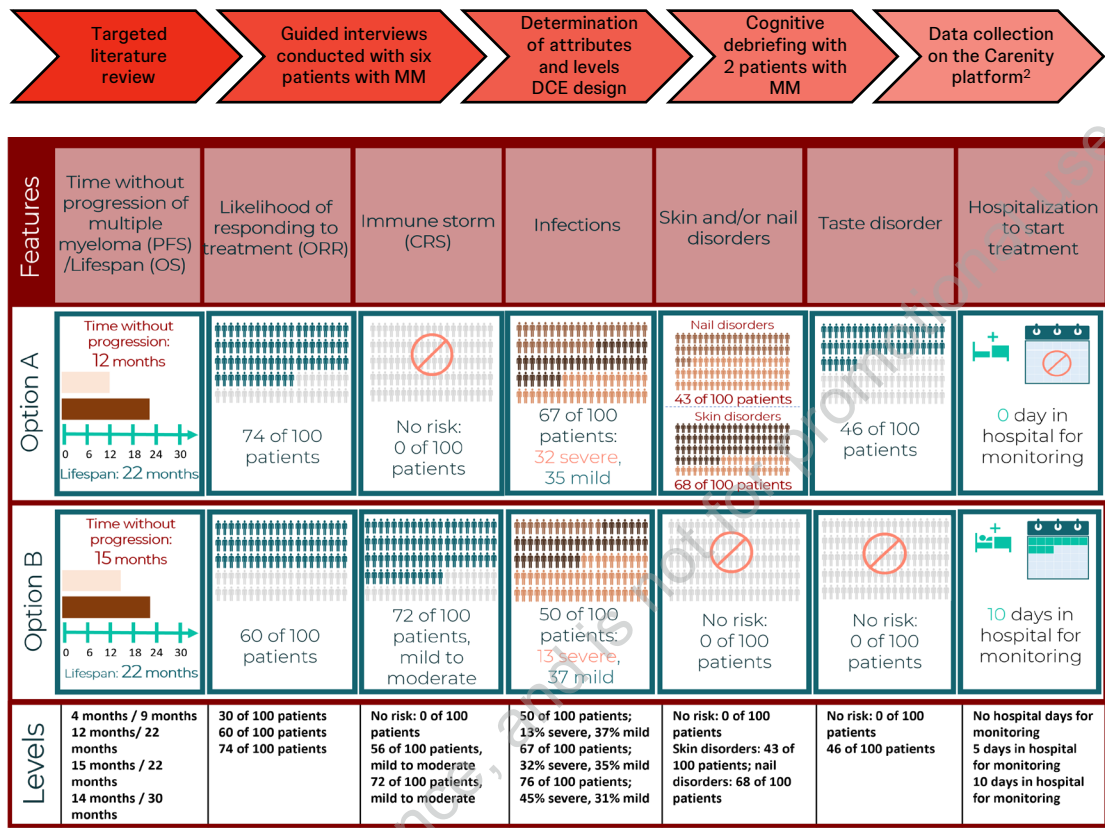 Targeted
literature
review
Guided interviews
conducted with six
patients with MM
Determination
of attributes
and levels
DCE design
Cognitive
debriefing with
2 patients with
MM
Data collection
on the Carenity
platform2
Features
Time without
progression of
multiple
myeloma (PFS)
/Lifespan (OS)
Likelihood of
responding to
treatment (ORR)
Immune storm
(CRS)
Infections
Skin and/or nail
disorders
Taste disorder
Hospitalization
to start
treatment
Option A
Time without
progression:
12 months
0 6 12 18 24 30
Lifespan: 22 months
74 of 100
patients
No risk:
0 of 100
patients
67 of 100
patients:
32 severe,
35 mild
Nail disorders
43 of 100 patients
Skin disorders
68 of 100 patients
46 of 100
patients
0 day in
hospital for
monitoring
Option B
Time without
progression:
15 months
0 6 12 18 24 30
Lifespan: 22 months
60 of 100
patients
72 of 100
patients,
mild to
moderate
50 of 100
patients:
13 severe,
37 mild
No risk:
0 of 100
patients
No risk:
0 of 100
patients
10 days in
hospital for
monitoring
Levels
4 months / 9 months
12 months/ 22
months
15 months / 22
months
14 months / 30
months
30 of 100 patients
60 of 100 patients
74 of 100 patients
No risk: 0 of 100
patients
56 of 100 patients,
mild to moderate
72 of 100 patients,
mild to moderate
50 of 100 patients;
13% severe, 37% mild
67 of 100 patients;
32% severe, 35% mild
76 of 100 patients;
45% severe, 31% mild
No risk: 0 of 100
patients
Skin disorders: 43 of
100 patients; nail
disorders: 68 of 100
patients
No risk: 0 of 100
patients
46 of 100 patients
No hospital days for
monitoring
5 days in hospital
for monitoring
10 days in hospital
for monitoring
, and is not for promotional use